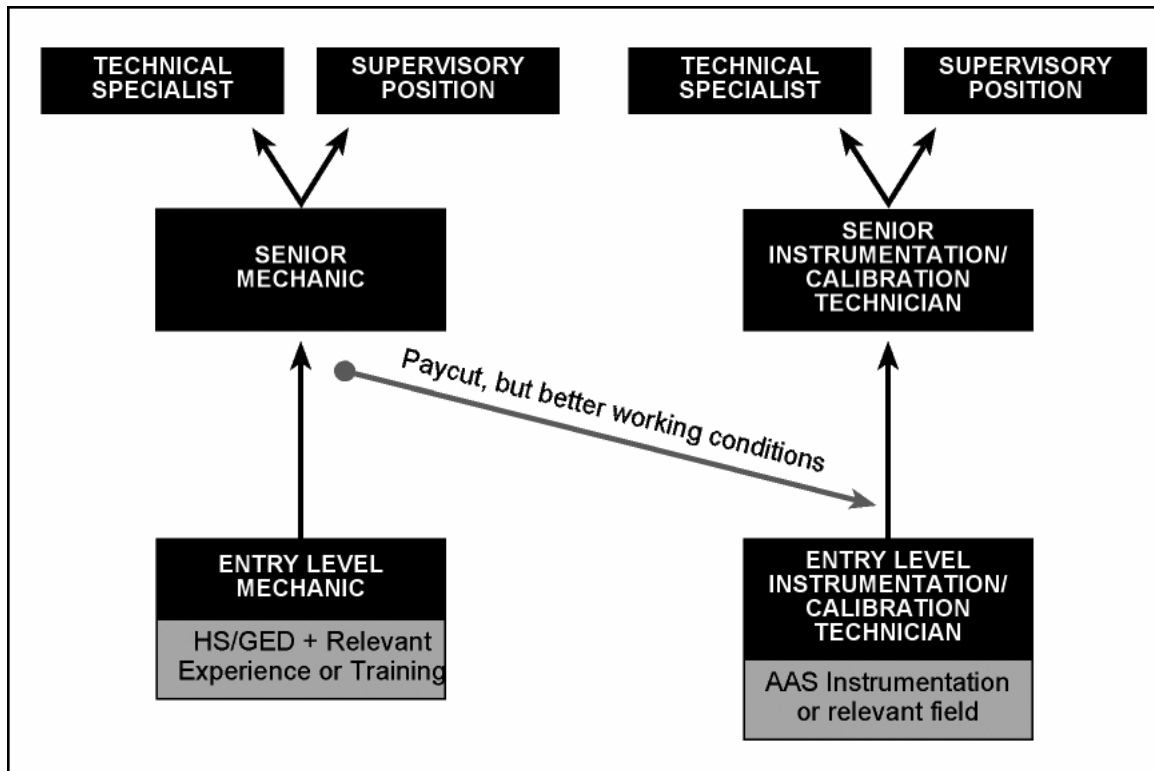 TECHNICAL
SPECIALIST
SUPERVISORY
POSITION
TECHNICAL
SPECIALIST
SUPERVISORY
POSITION
SENIOR
MECHANIC
SENIOR
INSTRUMENTATION/
CALIBRATION
TECHNICIAN
Paycut, but better working conditions
ENTRY LEVEL
MECHANIC
HS/GED + Relevant
Experience or Training
ENTRY LEVEL
INSTRUMENTATION/
CALIBRATION
TECHNICIAN
AAS Instrumentation
or relevant field